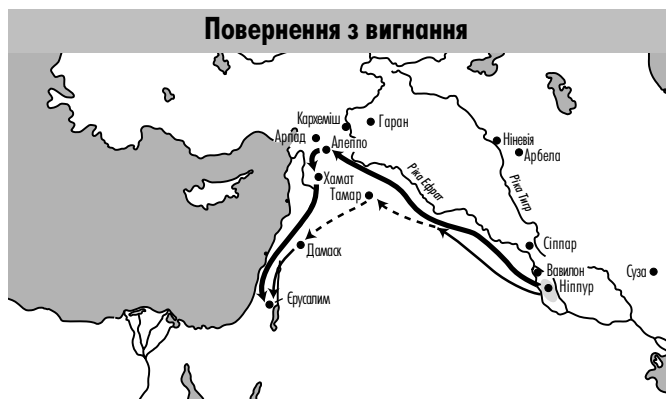 Повернення з вигнання
Кархеміш
Гаран
Арпад
Алеппо
Ніневія
Арбела
Хамат
Тамар
Ріка Ефрат
Ріка Тигр
Дамаск
Сіппар
Вавилон
Суза
Ніппур
Єрусалим